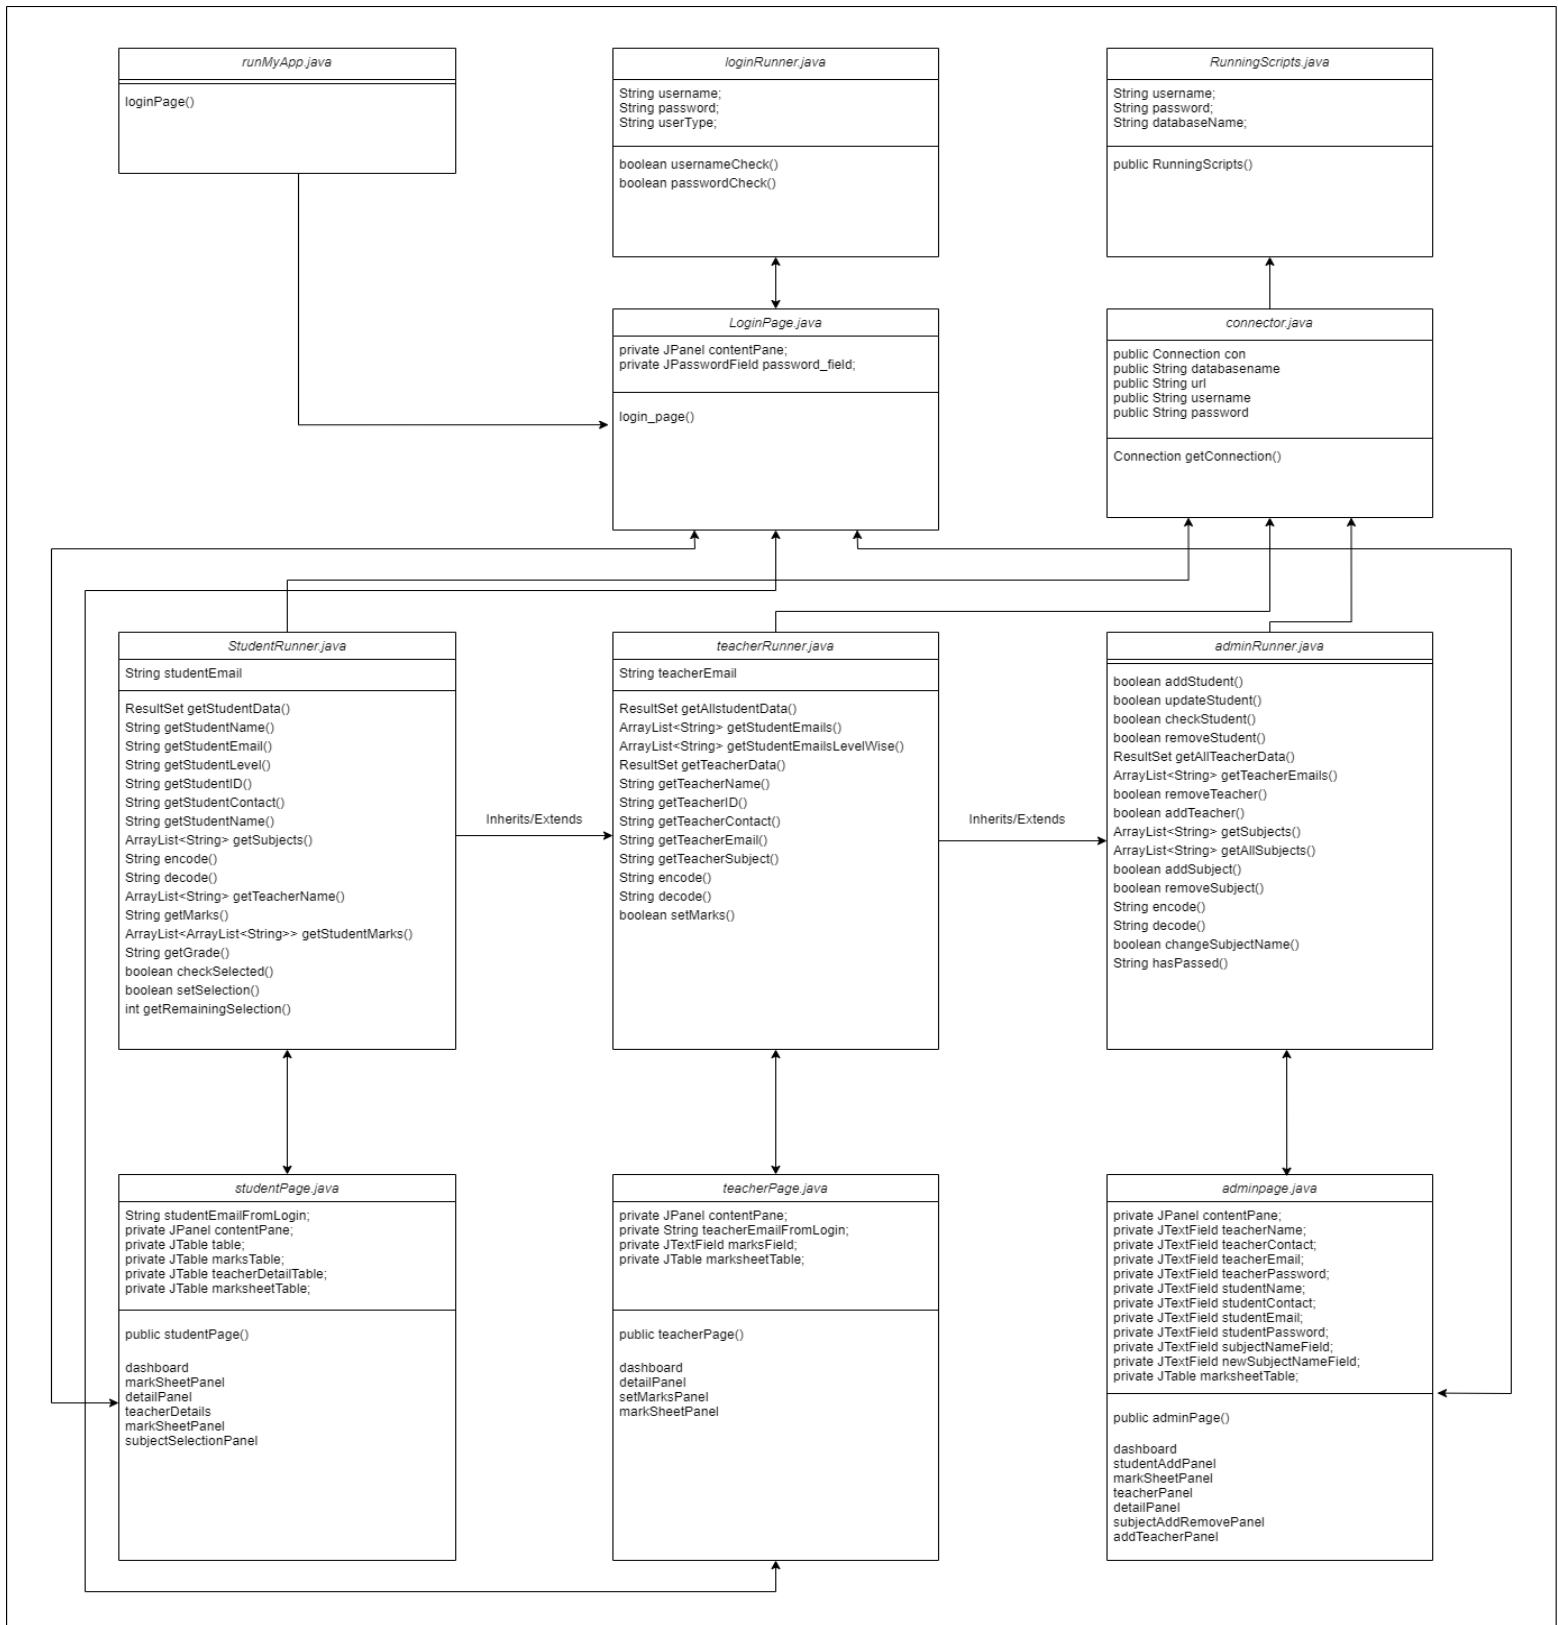 runMyApp.java
loginPage()
loginRunner.java
String username;
String password;
String userType;
boolean usernameCheck()
boolean passwordCheck()
RunningScripts.java
String username;
String password;
String databaseName;
public RunningScripts()
LoginPage.java
private JPanel contentPane;
private JPasswordField password_field;
login_page()
connector.java
public Connection con
public String databasename
public String url
public String username
public String password
Connection getConnection()
StudentRunner.java
String studentEmail
ResultSet getStudentData()
String getStudentName()
String getStudentEmail()
String getStudentLevel()
String getStudentID()
String getStudentContact()
String getStudentName()
ArrayList<String> getSubjects()
String encode()
String decode()
ArrayList<String> getTeacherName()
String getMarks()
ArrayList<ArrayList<String>> getStudentMarks()
String getGrade()
boolean checkSelected()
boolean setSelection()
int getRemainingSelection()
Inherits/Extends
teacherRunner.java
String teacherEmail
ResultSet getAllstudentData()
ArrayList<String> getStudentEmails()
ArrayList<String> getStudentEmailsLevelWise()
ResultSet getTeacherData()
String getTeacherName()
String getTeacherID()
String getTeacherContact()
String getTeacherEmail()
String getTeacherSubject()
String encode()
String decode()
boolean setMarks()
Inherits/Extends
adminRunner.java
boolean addStudent()
boolean updateStudent()
boolean checkStudent()
boolean removeStudent()
ResultSet getAllTeacherData()
ArrayList<String> getTeacherEmails()
boolean removeTeacher()
boolean addTeacher()
ArrayList<String> getSubjects()
ArrayList<String> getAllSubjects()
boolean addSubject()
boolean removeSubject()
String encode()
String decode()
boolean changeSubjectName()
String hasPassed()
studentPage.java
String studentEmailFromLogin;
private JPanel contentPane;
private JTable table;
private JTable marksTable;
private JTable teacherDetailTable;
private JTable marksheetTable;
public studentPage()
dashboard
markSheetPanel
detailPanel
teacherDetails
markSheetPanel
subjectSelectionPanel
teacherPage.java
private JPanel contentPane;
private String teacherEmailFromLogin;
private JTextField marksField;
private JTable marksheetTable;
public teacherPage()
dashboard
detailPanel
setMarksPanel
markSheetPanel
adminpage.java
private JPanel contentPane;
private JTextField teacherName;
private JTextField teacherContact;
private JTextField teacherEmail;
private JTextField teacherPassword;
private JTextField studentName;
private JTextField studentContact;
private JTextField studentEmail;
private JTextField studentPassword;
private JTextField subjectNameField;
private JTextField newSubjectNameField;
private JTable marksheetTable;
public adminPage()
dashboard
studentAddPanel
markSheetPanel
teacherPanel
detailPanel
subjectAddRemovePanel
addTeacherPanel